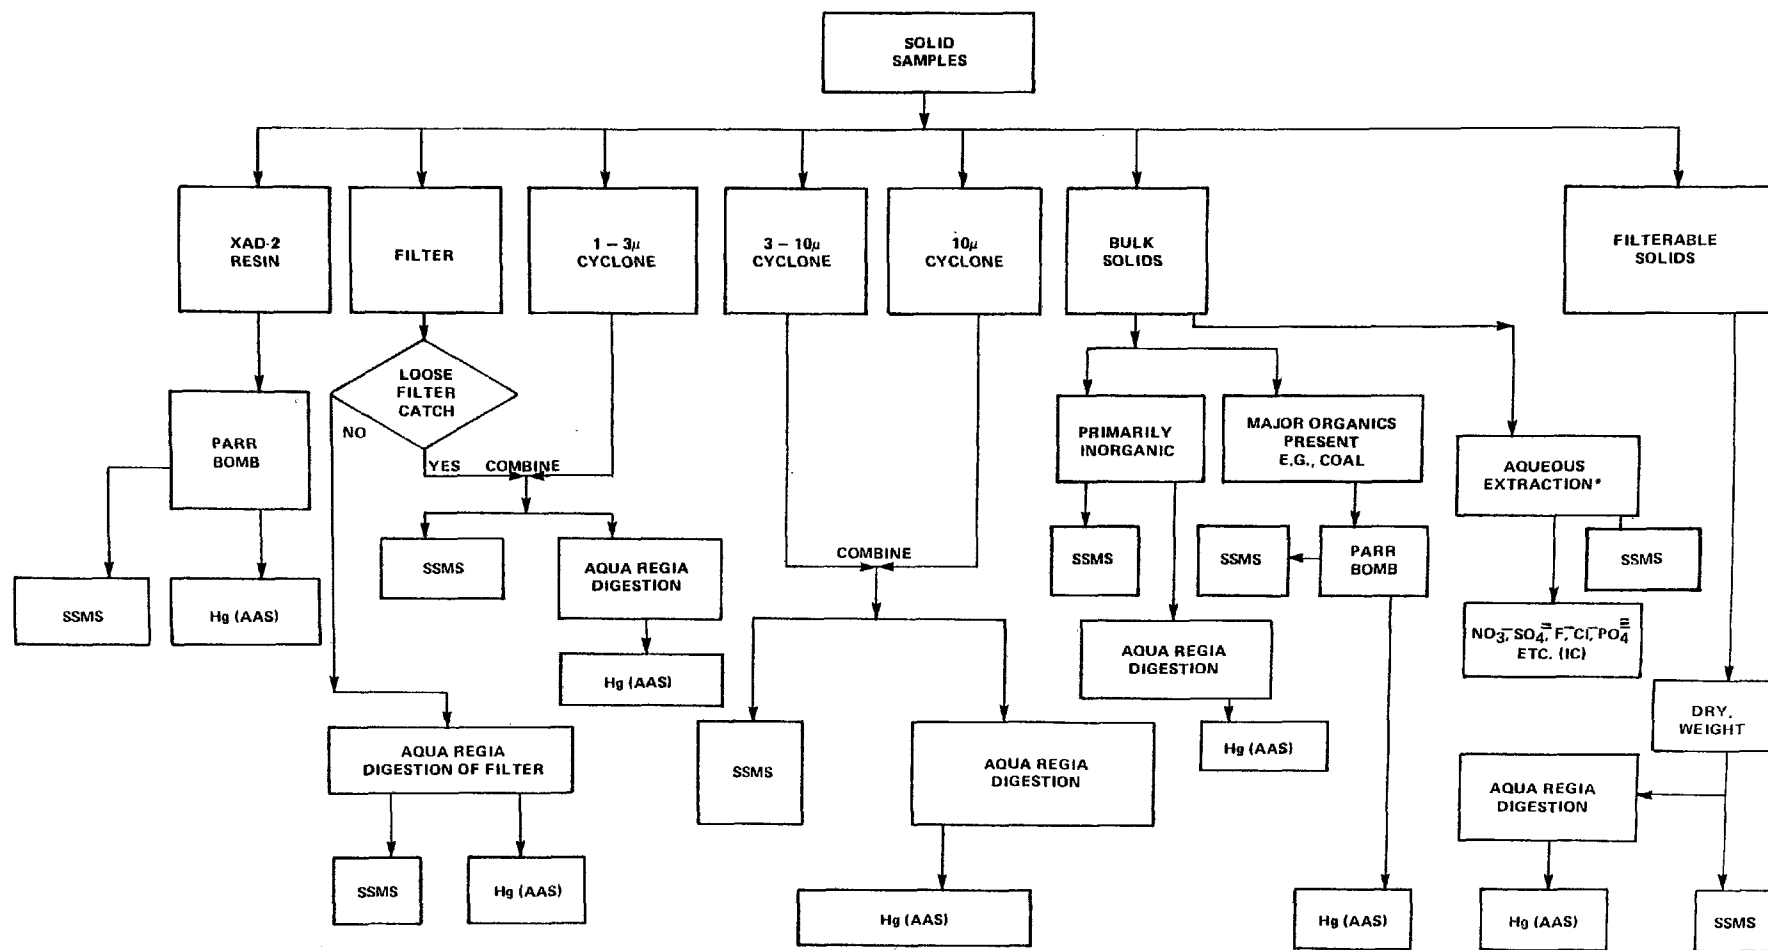 SOLID
SAMPLES
XAD-2
RESIN
FILTER
1 – 3μ
CYCLONE
3 – 10μ
CYCLONE
10μ
CYCLONE
BULK
SOLIDS
FILTERABLE
SOLIDS
LOOSE
FILTER
CATCH
NO
YES
COMBINE
PARR
BOMB
SSMS
Hg (AAS)
SSMS
AQUA REGIA
DIGESTION
Hg (AAS)
AQUA REGIA
DIGESTION OF FILTER
SSMS
Hg (AAS)
COMBINE
SSMS
AQUA REGIA
DIGESTION
Hg (AAS)
PRIMARILY
INORGANIC
SSMS
AQUA REGIA
DIGESTION
Hg (AAS)
MAJOR ORGANICS
PRESENT
E.G., COAL
SSMS
PARR
BOMB
Hg (AAS)
AQUEOUS
EXTRACTION*
SSMS
NO₃⁻, SO₄⁼, F⁻, Cl⁻, PO₄≡
ETC. (IC)
DRY,
WEIGHT
AQUA REGIA
DIGESTION
Hg (AAS)
SSMS